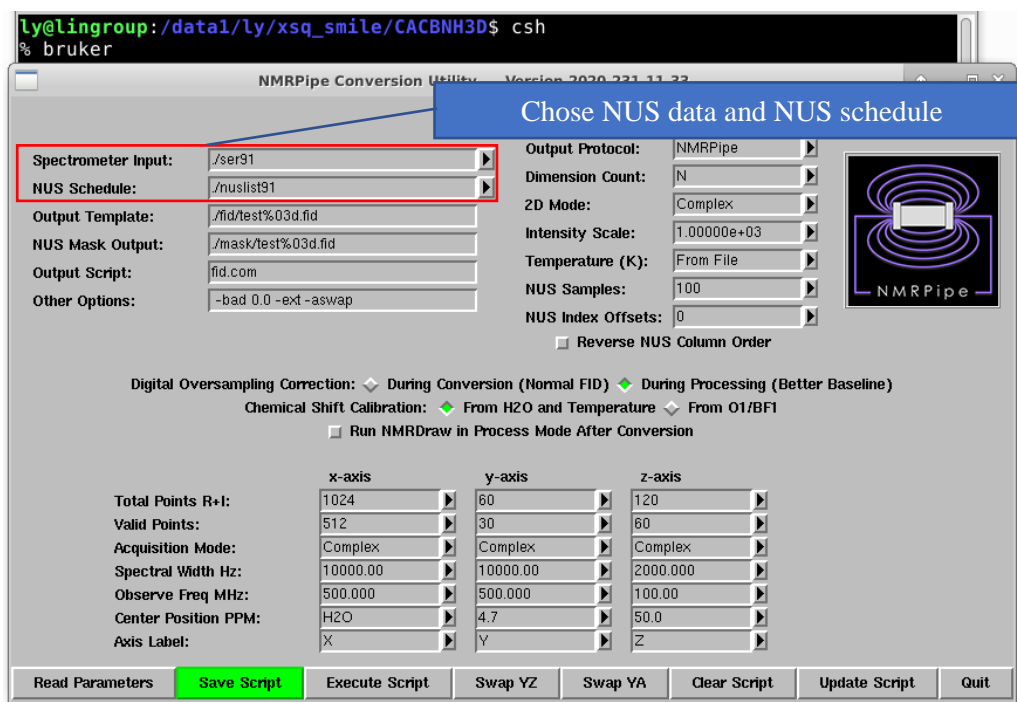 ly@lingroup:/data1/ly/xsq_smile/CACBNH3D$ csh
% bruker
NMRPipe Conversion Utility Version 2020.231.11.33
Chose NUS data and NUS schedule
Spectrometer Input: ./ser91
NUS Schedule: ./nuslist91
Output Template: ./fid/test%03d.fid
NUS Mask Output: ./mask/test%03d.fid
Output Script: fid.com
Other Options: -bad 0.0 -ext -aswap
Output Protocol: NMRPipe
Dimension Count: N
2D Mode: Complex
Intensity Scale: 1.00000e+03
Temperature (K): From File
NUS Samples: 100
NUS Index Offsets: 0
Reverse NUS Column Order
NMRPipe
Digital Oversampling Correction: During Conversion (Normal FID) During Processing (Better Baseline)
Chemical Shift Calibration: From H2O and Temperature From O1/BF1
Run NMRDraw in Process Mode After Conversion
x-axis y-axis z-axis
Total Points R+I: 1024 60 120
Valid Points: 512 30 60
Acquisition Mode: Complex Complex Complex
Spectral Width Hz: 10000.00 10000.00 2000.000
Observe Freq MHz: 500.000 500.000 100.00
Center Position PPM: H2O 4.7 50.0
Axis Label: X Y Z
Read Parameters Save Script Execute Script Swap YZ Swap YA Clear Script Update Script Quit